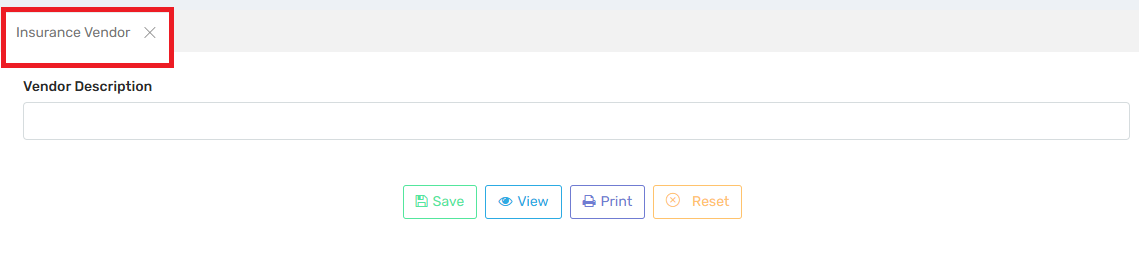 Insurance Vendor
Vendor Description
Save View Print Reset